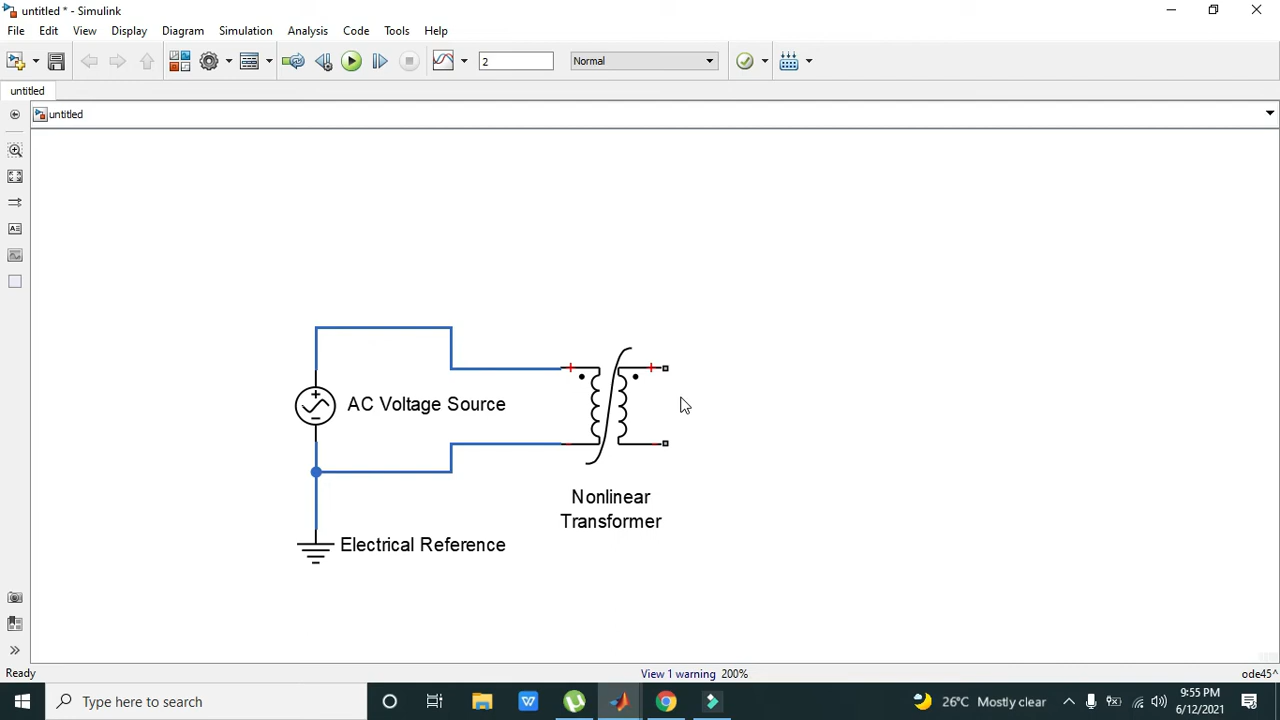 untitled * - Simulink
File Edit View Display Diagram Simulation Analysis Code Tools Help
2 Normal
untitled
untitled
AC Voltage Source
Nonlinear
Transformer
Electrical Reference
Ready View 1 warning 200% ode45^
Type here to search 26°C Mostly clear 9:55 PM
6/12/2021